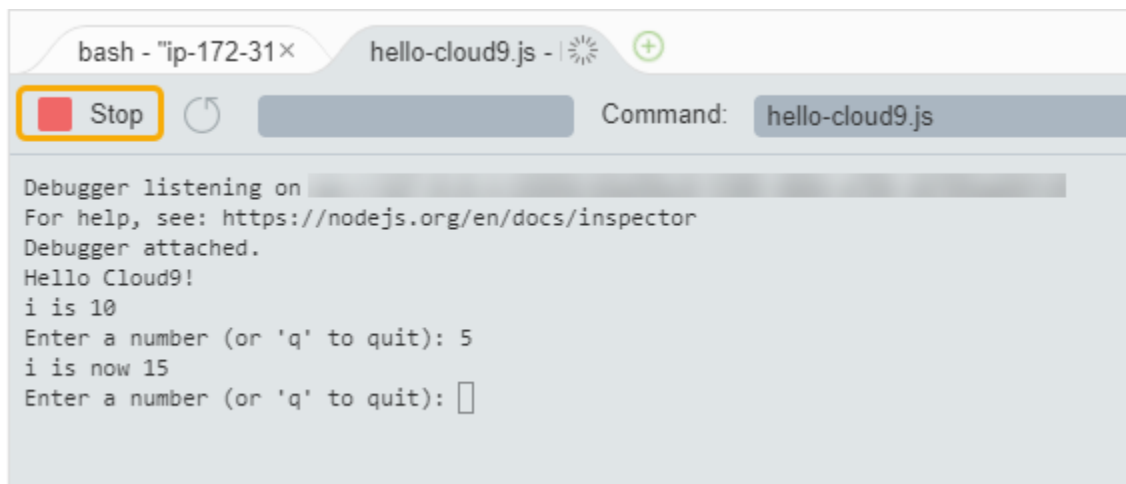 bash - "ip-172-31× hello-cloud9.js -
Stop Command: hello-cloud9.js
Debugger listening on
For help, see: https://nodejs.org/en/docs/inspector
Debugger attached.
Hello Cloud9!
i is 10
Enter a number (or 'q' to quit): 5
i is now 15
Enter a number (or 'q' to quit):